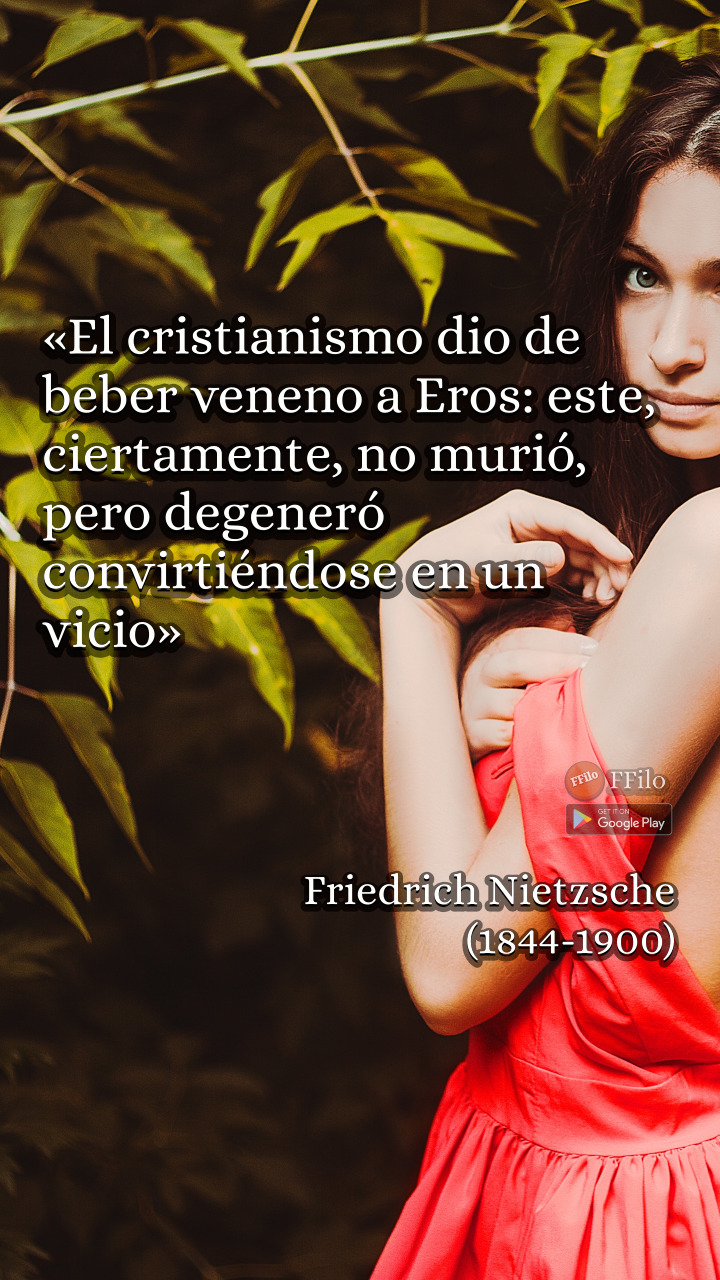 «El cristianismo dio de
beber veneno a Eros: este,
ciertamente, no murió,
pero degeneró
convirtiéndose en un
vicio»
FFilo FFilo
GET IT ON
Google Play
Friedrich Nietzsche
(1844-1900)